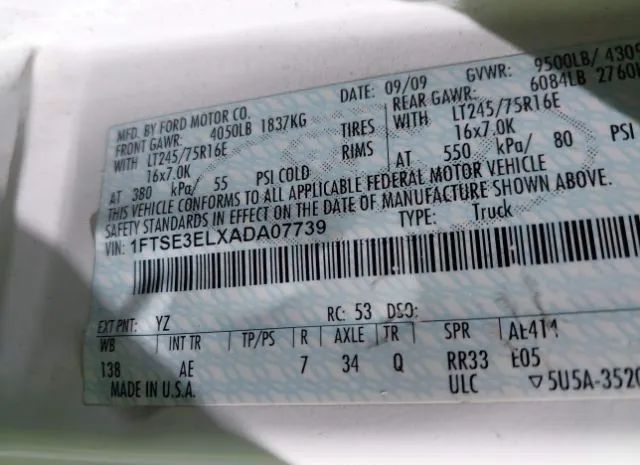 MFD. BY FORD MOTOR CO.
DATE: 09/09 GVWR: 9500LB/ 4309
FRONT GAWR: 4050LB 1837KG
REAR GAWR: 6084LB 2760
WITH LT245/75R16E TIRES
WITH LT245/75R16E
16x7.0K RIMS
16x7.0K
AT 380 kPa/ 55 PSI COLD
AT 550 kPa/ 80 PSI
THIS VEHICLE CONFORMS TO ALL APPLICABLE FEDERAL MOTOR VEHICLE
SAFETY STANDARDS IN EFFECT ON THE DATE OF MANUFACTURE SHOWN ABOVE.
VIN: 1FTSE3ELXADA07739
TYPE: Truck
EXT PNT: YZ RC: 53 DSO:
WB INT TR TP/PS R AXLE TR SPR AE414
138 AE 7 34 Q RR33 E05
MADE IN U.S.A. ULC ▽5U5A-3520